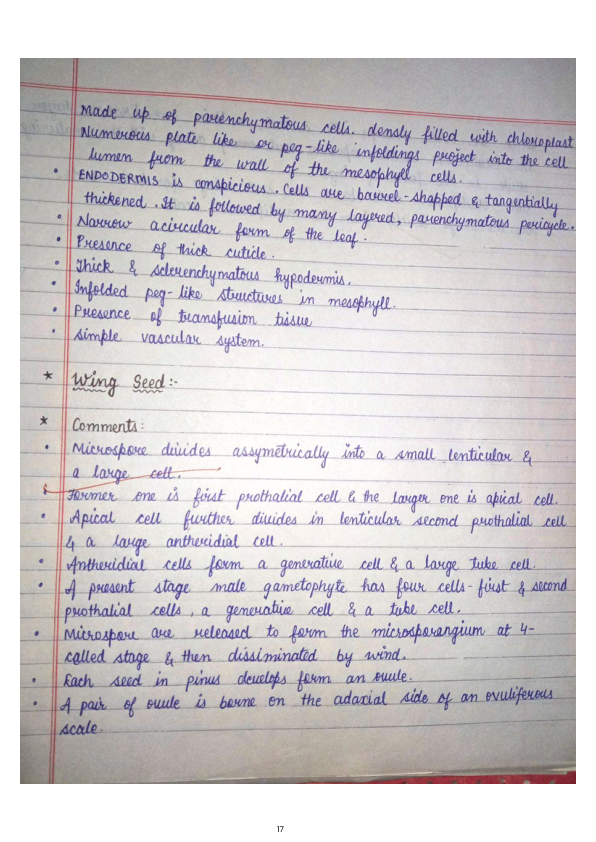 Made up of parenchymatous cells. densly filled with chloroplast
Numerous plate like or peg-like infoldings project into the cell
lumen from the wall of the mesophyll cells.
• ENDODERMIS is conspicious. Cells are barrel-shapped & tangentially
thickened. It is followed by many layered, parenchymatous pericycle.
• Narrow acircular form of the leaf.
• Presence of thick cuticle.
• Thick & sclerenchymatous hypodermis.
• Infolded peg-like structures in mesophyll.
• Presence of transfusion tissue
• simple vascular system.
* Wing Seed:-
* Comments:
• Microspore divides assymetrically into a small lenticular &
a large cell.
• Former one is first prothalial cell & the larger one is apical cell.
• Apical cell further divides in lenticular second prothalial cell
& a large antheridial cell.
• Antheridial cells form a generative cell & a large tube cell.
• A present stage male gametophyte has four cells- first & second
prothalial cells, a generative cell & a tube cell.
• Microspore are released to form the microsporangium at 4-
called stage & then dissiminated by wind.
• Each seed in pinus develops form an ovule.
• A pair of ovule is borne on the adaxial side of an ovuliferous
scale.
17